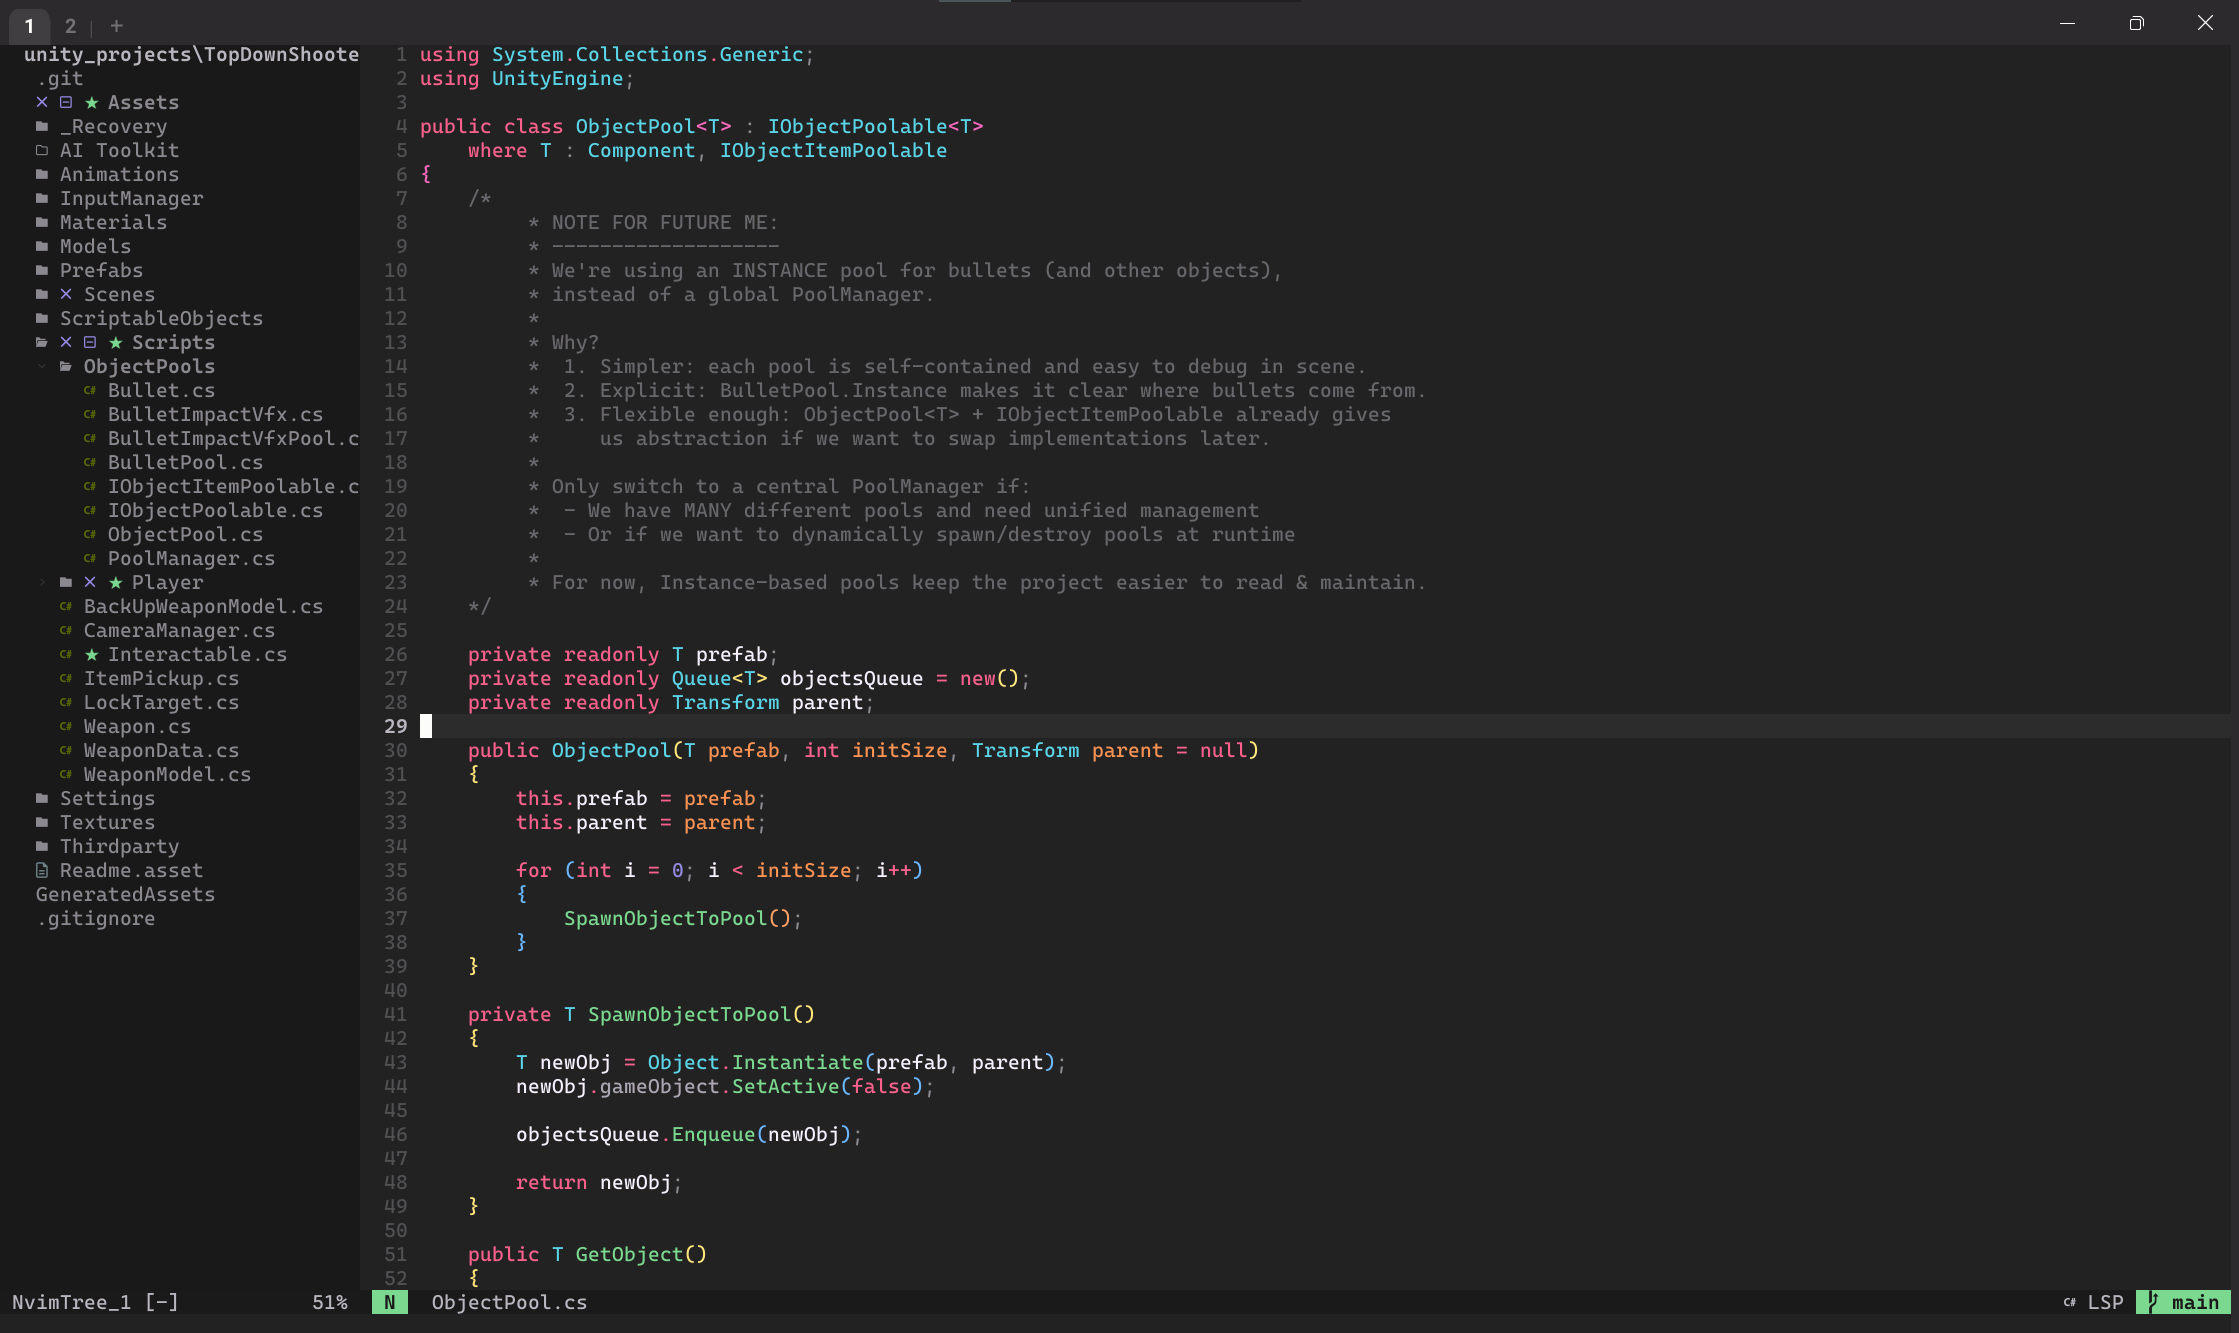 1 2 +
unity_projects\TopDownShoote
.git
Assets
_Recovery
AI Toolkit
Animations
InputManager
Materials
Models
Prefabs
Scenes
ScriptableObjects
Scripts
ObjectPools
C# Bullet.cs
C# BulletImpactVfx.cs
C# BulletImpactVfxPool.c
C# BulletPool.cs
C# IObjectItemPoolable.c
C# IObjectPoolable.cs
C# ObjectPool.cs
C# PoolManager.cs
Player
C# BackUpWeaponModel.cs
C# CameraManager.cs
C# ★ Interactable.cs
C# ItemPickup.cs
C# LockTarget.cs
C# Weapon.cs
C# WeaponData.cs
C# WeaponModel.cs
Settings
Textures
Thirdparty
Readme.asset
GeneratedAssets
.gitignore
NvimTree_1 [-] 51%
1 using System.Collections.Generic;
2 using UnityEngine;
3
4 public class ObjectPool<T> : IObjectPoolable<T>
5     where T : Component, IObjectItemPoolable
6 {
7     /*
8          * NOTE FOR FUTURE ME:
9          * -------------------
10          * We're using an INSTANCE pool for bullets (and other objects),
11          * instead of a global PoolManager.
12          *
13          * Why?
14          *  1. Simpler: each pool is self-contained and easy to debug in scene.
15          *  2. Explicit: BulletPool.Instance makes it clear where bullets come from.
16          *  3. Flexible enough: ObjectPool<T> + IObjectItemPoolable already gives
17          *     us abstraction if we want to swap implementations later.
18          *
19          * Only switch to a central PoolManager if:
20          *  - We have MANY different pools and need unified management
21          *  - Or if we want to dynamically spawn/destroy pools at runtime
22          *
23          * For now, Instance-based pools keep the project easier to read & maintain.
24     */
25
26     private readonly T prefab;
27     private readonly Queue<T> objectsQueue = new();
28     private readonly Transform parent;
29
30     public ObjectPool(T prefab, int initSize, Transform parent = null)
31     {
32         this.prefab = prefab;
33         this.parent = parent;
34
35         for (int i = 0; i < initSize; i++)
36         {
37             SpawnObjectToPool();
38         }
39     }
40
41     private T SpawnObjectToPool()
42     {
43         T newObj = Object.Instantiate(prefab, parent);
44         newObj.gameObject.SetActive(false);
45
46         objectsQueue.Enqueue(newObj);
47
48         return newObj;
49     }
50
51     public T GetObject()
52     {
N ObjectPool.cs C# LSP main